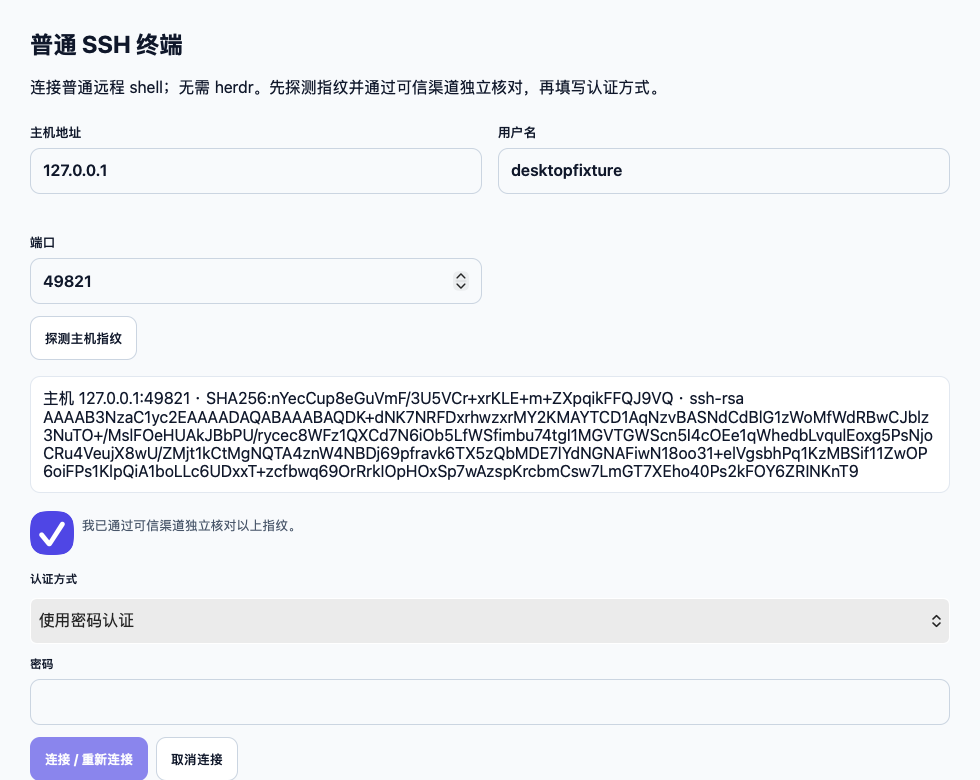 普通 SSH 终端
连接普通远程 shell；无需 herdr。先探测指纹并通过可信渠道独立核对，再填写认证方式。
主机地址
用户名
127.0.0.1
desktopfixture
端口
49821
探测主机指纹
主机 127.0.0.1:49821 · SHA256:nYecCup8eGuVmF/3U5VCr+xrKLE+m+ZXpqikFFQJ9VQ · ssh-rsa
AAAAB3NzaC1yc2EAAAADAQABAAABAQDK+dNK7NRFDxrhwzxrMY2KMAYTCD1AqNzvBASNdCdBlG1zWoMfWdRBwCJblz
3NuTO+/MslFOeHUAkJBbPU/rycec8WFz1QXCd7N6iOb5LfWSfimbu74tgI1MGVTGWScn5I4cOEe1qWhedbLvqulEoxg5PsNjo
CRu4VeujX8wU/ZMjt1kCtMgNQTA4znW4NBDj69pfravk6TX5zQbMDE7lYdNGNAFiwN18oo31+elVgsbhPq1KzMBSif11ZwOP
6oiFPs1KlpQiA1boLLc6UDxxT+zcfbwq69OrRrklOpHOxSp7wAzspKrcbmCsw7LmGT7XEho40Ps2kFOY6ZRINKnT9
我已通过可信渠道独立核对以上指纹。
认证方式
使用密码认证
密码
连接 / 重新连接
取消连接